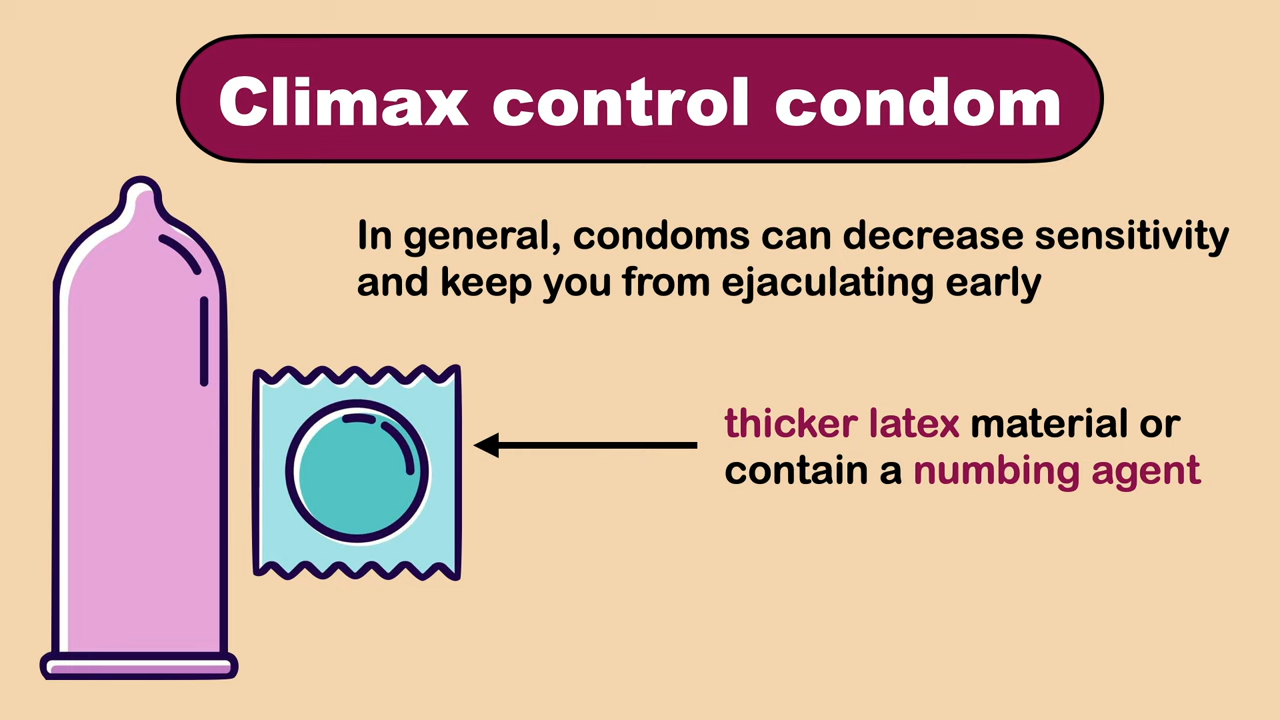 Climax control condom
In general, condoms can decrease sensitivity
and keep you from ejaculating early
thicker latex material or
contain a numbing agent